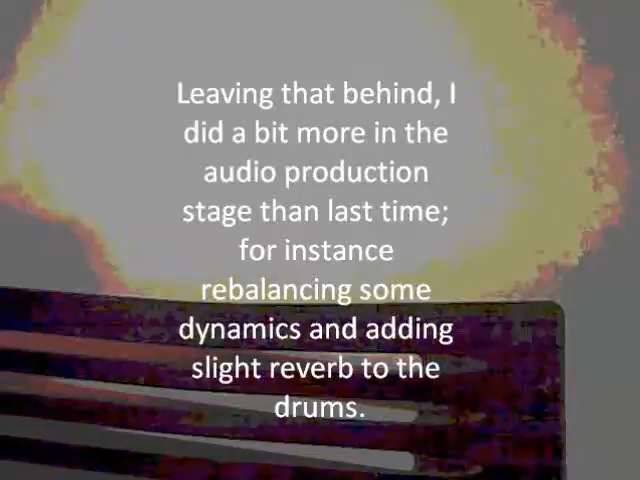 Leaving that behind, I
did a bit more in the
audio production
stage than last time;
for instance
rebalancing some
dynamics and adding
slight reverb to the
drums.